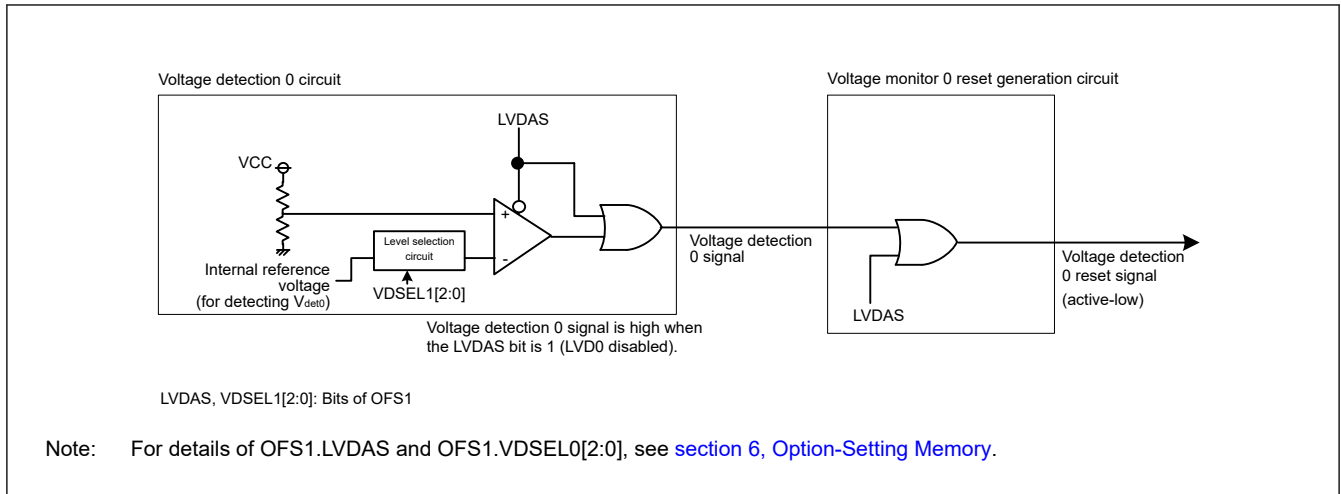 Voltage detection 0 circuit
Voltage monitor 0 reset generation circuit
LVDAS
VCC
+
Level selection
circuit
-
Internal reference
voltage
(for detecting Vdet0)
VDSEL1[2:0]
Voltage detection
0 signal
LVDAS
Voltage detection
0 reset signal
(active-low)
Voltage detection 0 signal is high when
the LVDAS bit is 1 (LVD0 disabled).
LVDAS, VDSEL1[2:0]: Bits of OFS1
Note: For details of OFS1.LVDAS and OFS1.VDSEL0[2:0], see section 6, Option-Setting Memory.